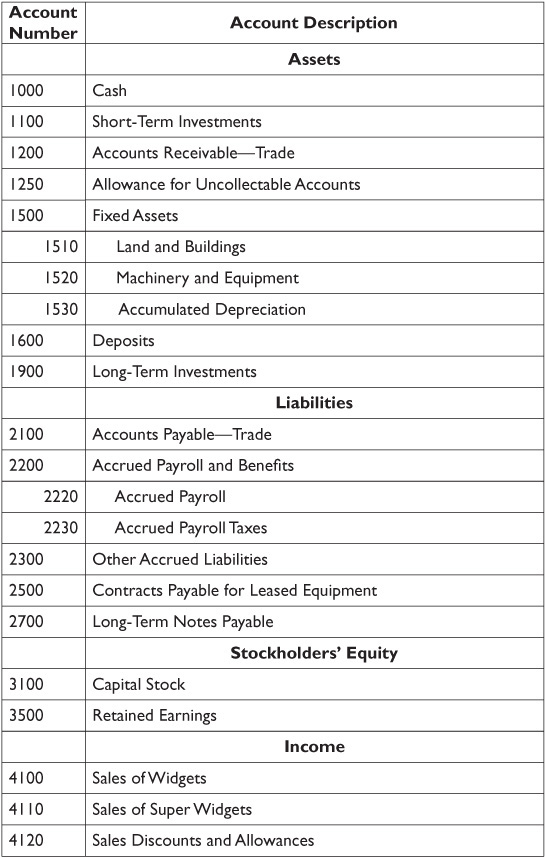 Account Number Account Description
Assets
1000 Cash
1100 Short-Term Investments
1200 Accounts Receivable—Trade
1250 Allowance for Uncollectable Accounts
1500 Fixed Assets
1510 Land and Buildings
1520 Machinery and Equipment
1530 Accumulated Depreciation
1600 Deposits
1900 Long-Term Investments
Liabilities
2100 Accounts Payable—Trade
2200 Accrued Payroll and Benefits
2220 Accrued Payroll
2230 Accrued Payroll Taxes
2300 Other Accrued Liabilities
2500 Contracts Payable for Leased Equipment
2700 Long-Term Notes Payable
Stockholders’ Equity
3100 Capital Stock
3500 Retained Earnings
Income
4100 Sales of Widgets
4110 Sales of Super Widgets
4120 Sales Discounts and Allowances